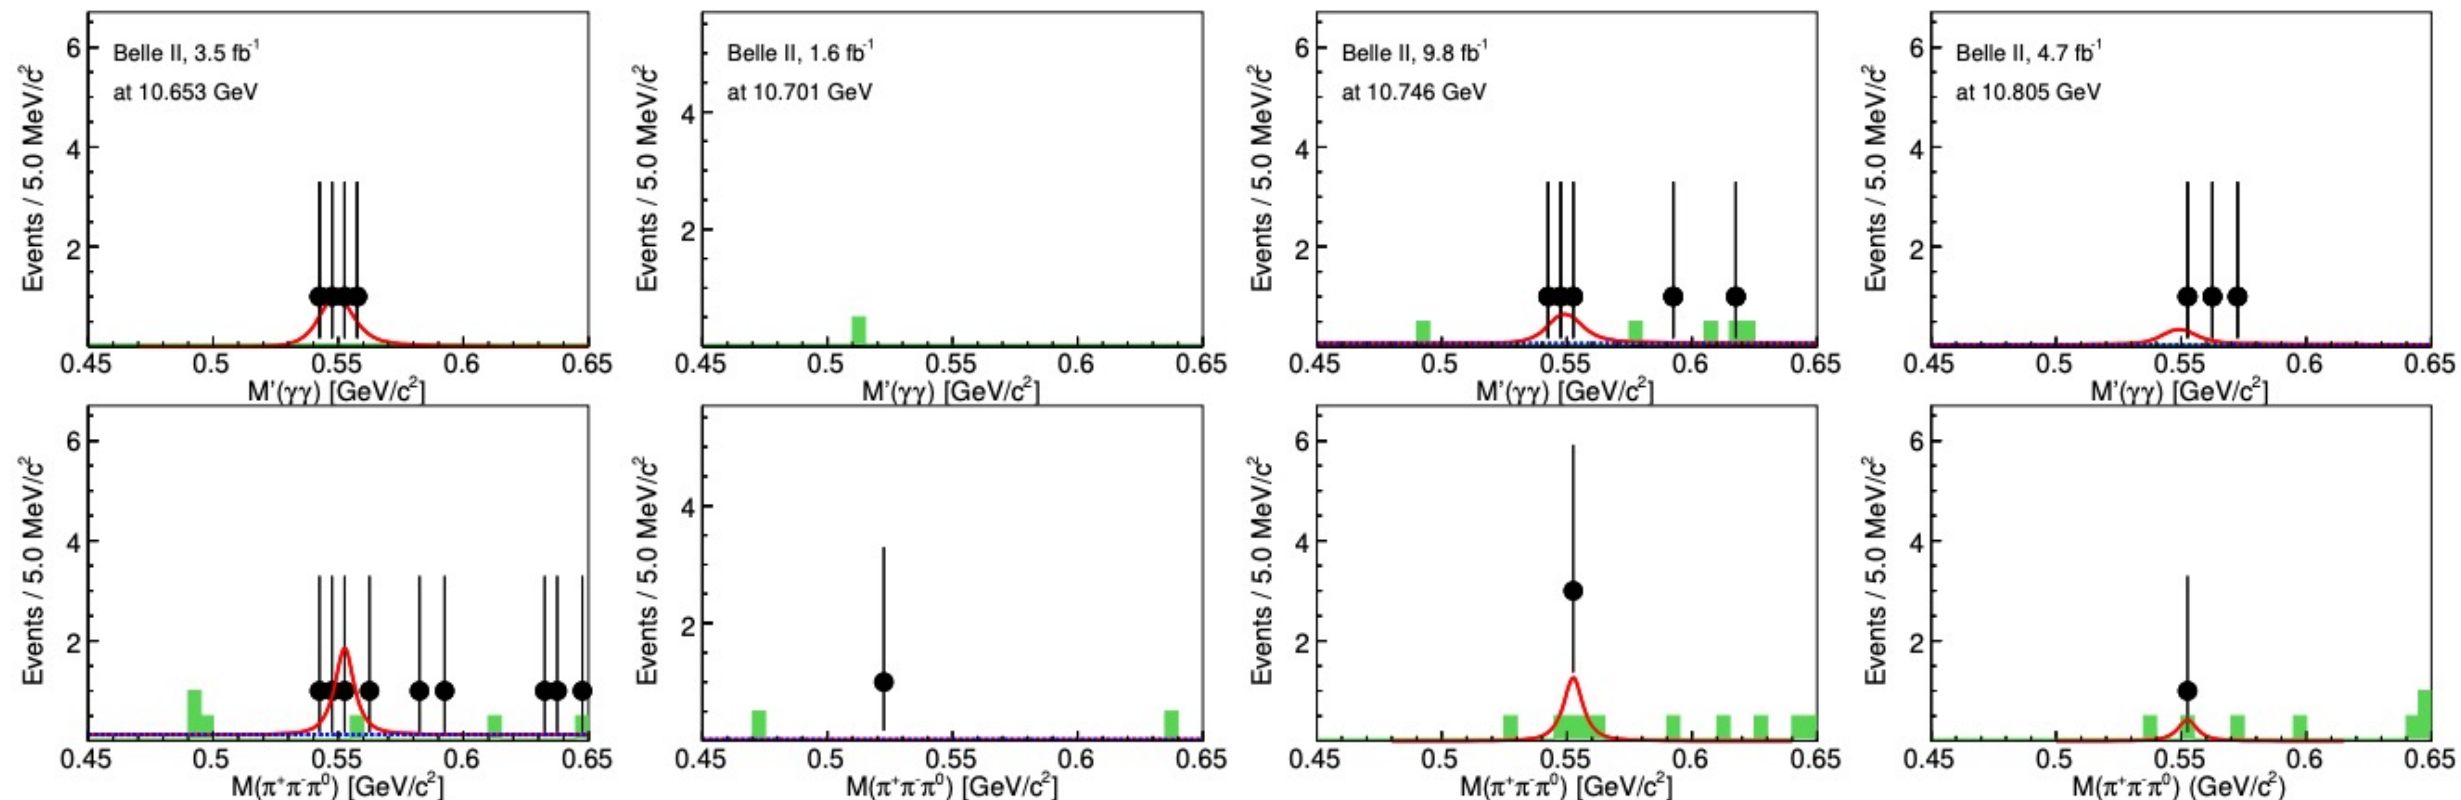 Events / 5.0 MeV/c²
6
4
2
Belle II, 3.5 fb⁻¹
at 10.653 GeV
0.45 0.5 0.55 0.6 0.65
M'(γγ) [GeV/c²]
Events / 5.0 MeV/c²
4
2
Belle II, 1.6 fb⁻¹
at 10.701 GeV
0.45 0.5 0.55 0.6 0.65
M'(γγ) [GeV/c²]
Events / 5.0 MeV/c²
6
4
2
Belle II, 9.8 fb⁻¹
at 10.746 GeV
0.45 0.5 0.55 0.6 0.65
M'(γγ) [GeV/c²]
Events / 5.0 MeV/c²
6
4
2
Belle II, 4.7 fb⁻¹
at 10.805 GeV
0.45 0.5 0.55 0.6 0.65
M'(γγ) [GeV/c²]
Events / 5.0 MeV/c²
6
4
2
0.45 0.5 0.55 0.6 0.65
M(π⁺π⁻π⁰) [GeV/c²]
Events / 5.0 MeV/c²
4
2
0.45 0.5 0.55 0.6 0.65
M(π⁺π⁻π⁰) [GeV/c²]
Events / 5.0 MeV/c²
6
4
2
0.45 0.5 0.55 0.6 0.65
M(π⁺π⁻π⁰) [GeV/c²]
Events / 5.0 MeV/c²
6
4
2
0.45 0.5 0.55 0.6 0.65
M(π⁺π⁻π⁰) (GeV/c²)